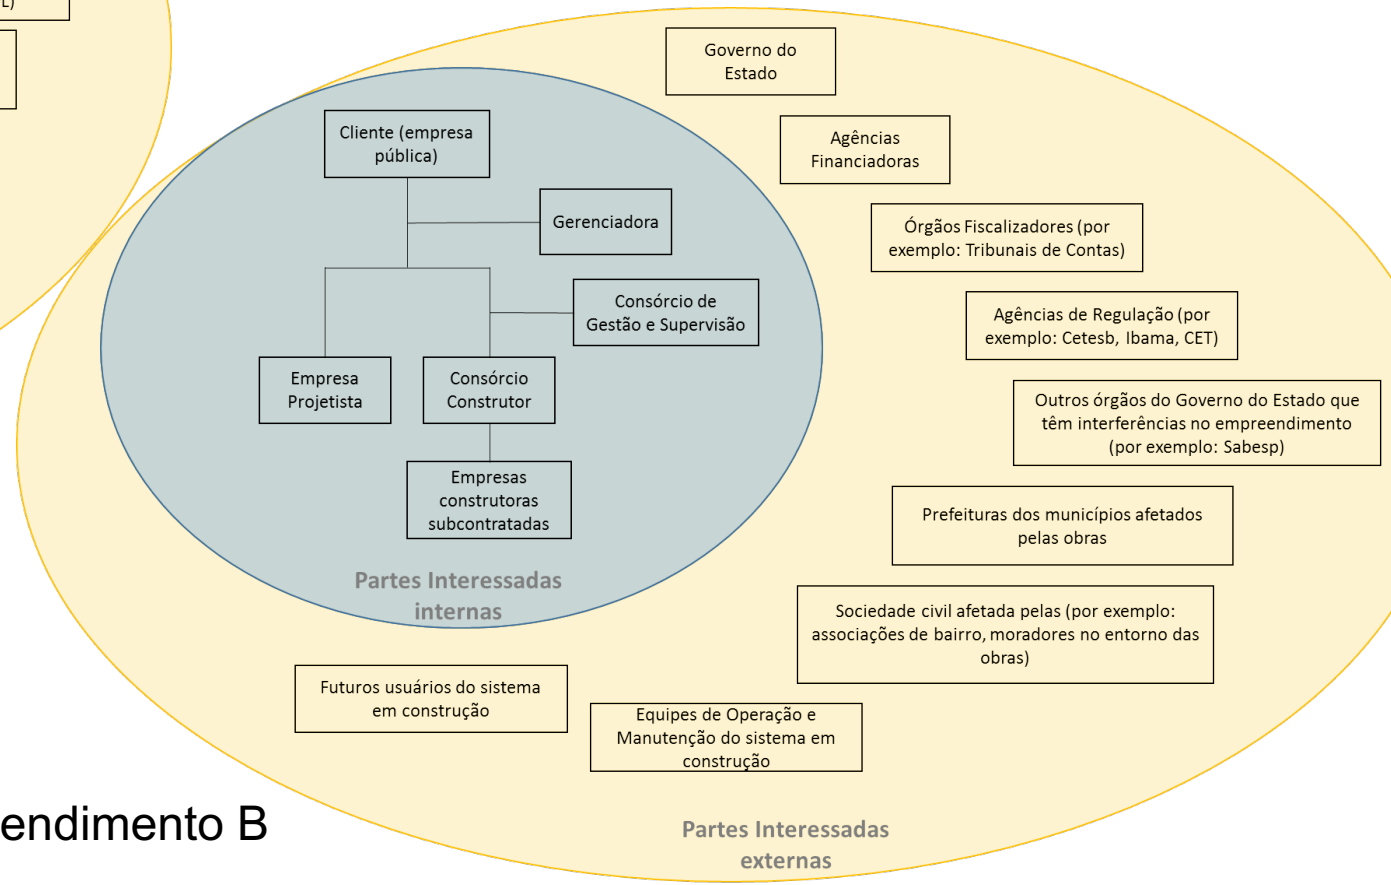 L)
Governo do
Estado
Cliente (empresa
pública)
Agências
Financiadoras
Gerenciadora
Órgãos Fiscalizadores (por
exemplo: Tribunais de Contas)
Consórcio de
Gestão e Supervisão
Agências de Regulação (por
exemplo: Cetesb, Ibama, CET)
Empresa
Projetista
Consórcio
Construtor
Outros órgãos do Governo do Estado que
têm interferências no empreendimento
(por exemplo: Sabesp)
Empresas
construtoras
subcontratadas
Prefeituras dos municípios afetados
pelas obras
Partes Interessadas
internas
Sociedade civil afetada pelas (por exemplo:
associações de bairro, moradores no entorno das
obras)
Futuros usuários do sistema
em construção
Equipes de Operação e
Manutenção do sistema em
construção
endimento B
Partes Interessadas
externas